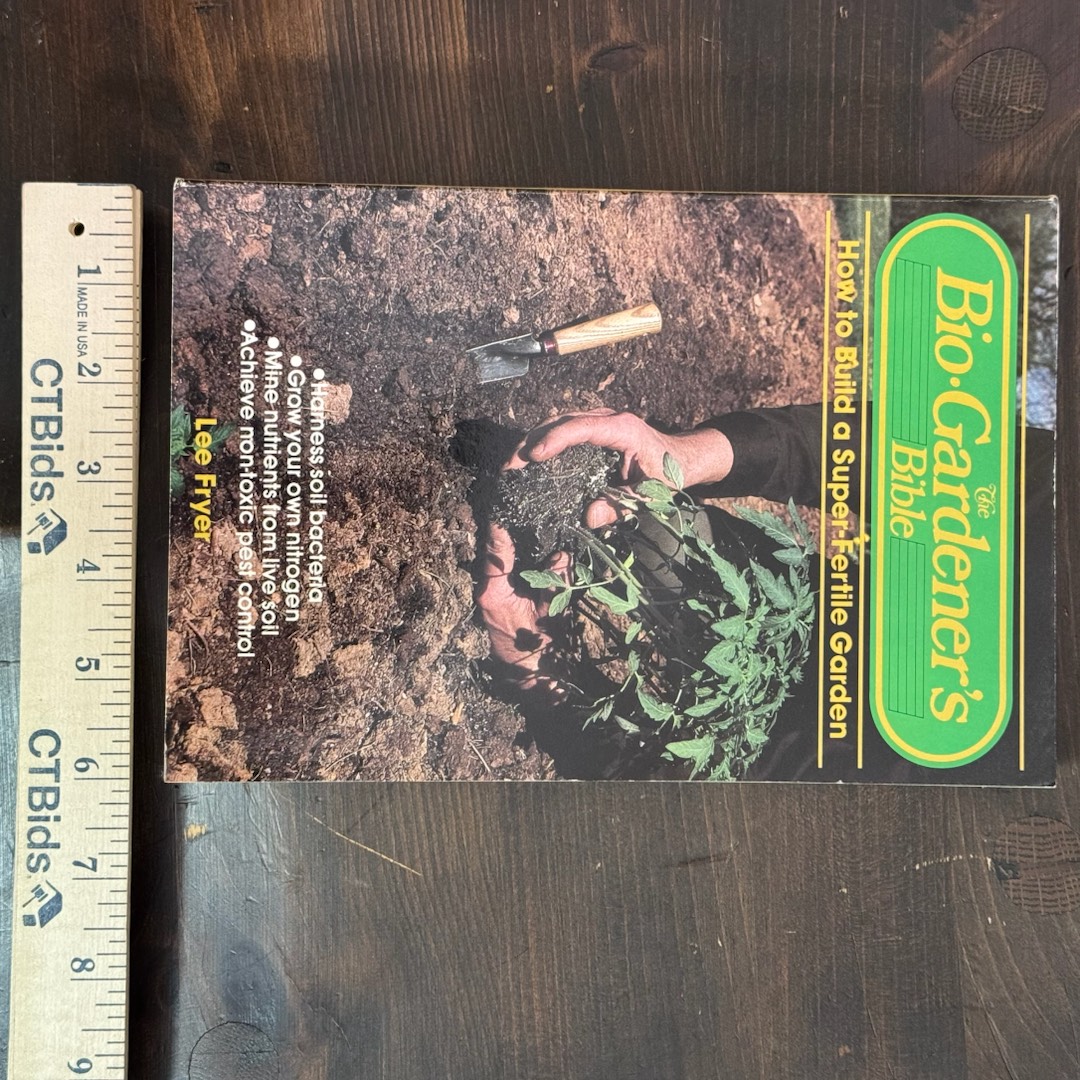 The
Bio-Gardener's
Bible
How to Build a Super-Fertile Garden
•Harness soil bacteria
•Grow your own nitrogen
•Mine nutrients from live soil
•Achieve nontoxic pest control
Lee Fryer
1 2 3 4 5 6 7 8 9
MADE IN USA
CTBids
CTBids